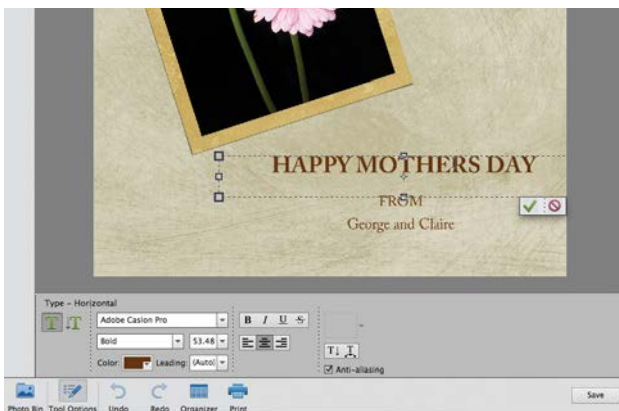 HAPPY MOTHERS DAY
FROM
George and Claire
Type - Horizontal
T T
Adobe Caslon Pro
B I U S
Bold
53.48
Color:
Leading:
(Auto)
T T
Anti-aliasing
Photo Bin
Tool Options
Undo
Redo
Organizer
Print
Save